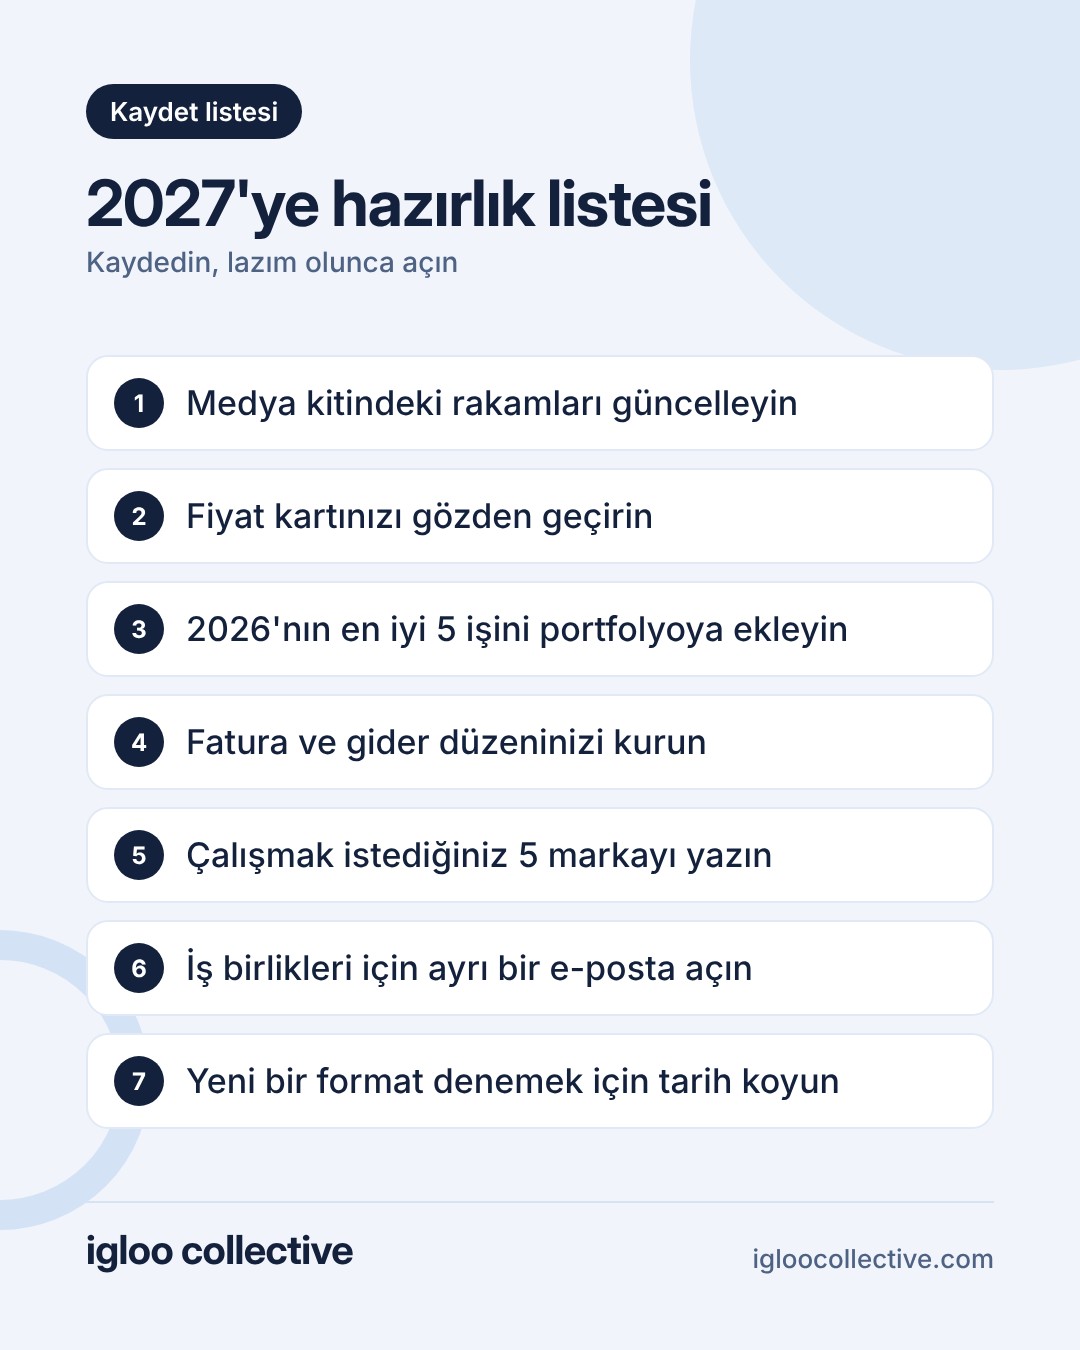 Kaydet listesi
2027'ye hazırlık listesi
Kaydedin, lazım olunca açın
1 Medya kitindeki rakamları güncelleyin
2 Fiyat kartınızı gözden geçirin
3 2026'nın en iyi 5 işini portfolyoya ekleyin
4 Fatura ve gider düzeninizi kurun
5 Çalışmak istediğiniz 5 markayı yazın
6 İş birlikleri için ayrı bir e-posta açın
7 Yeni bir format denemek için tarih koyun
igloo collective
igloocollective.com